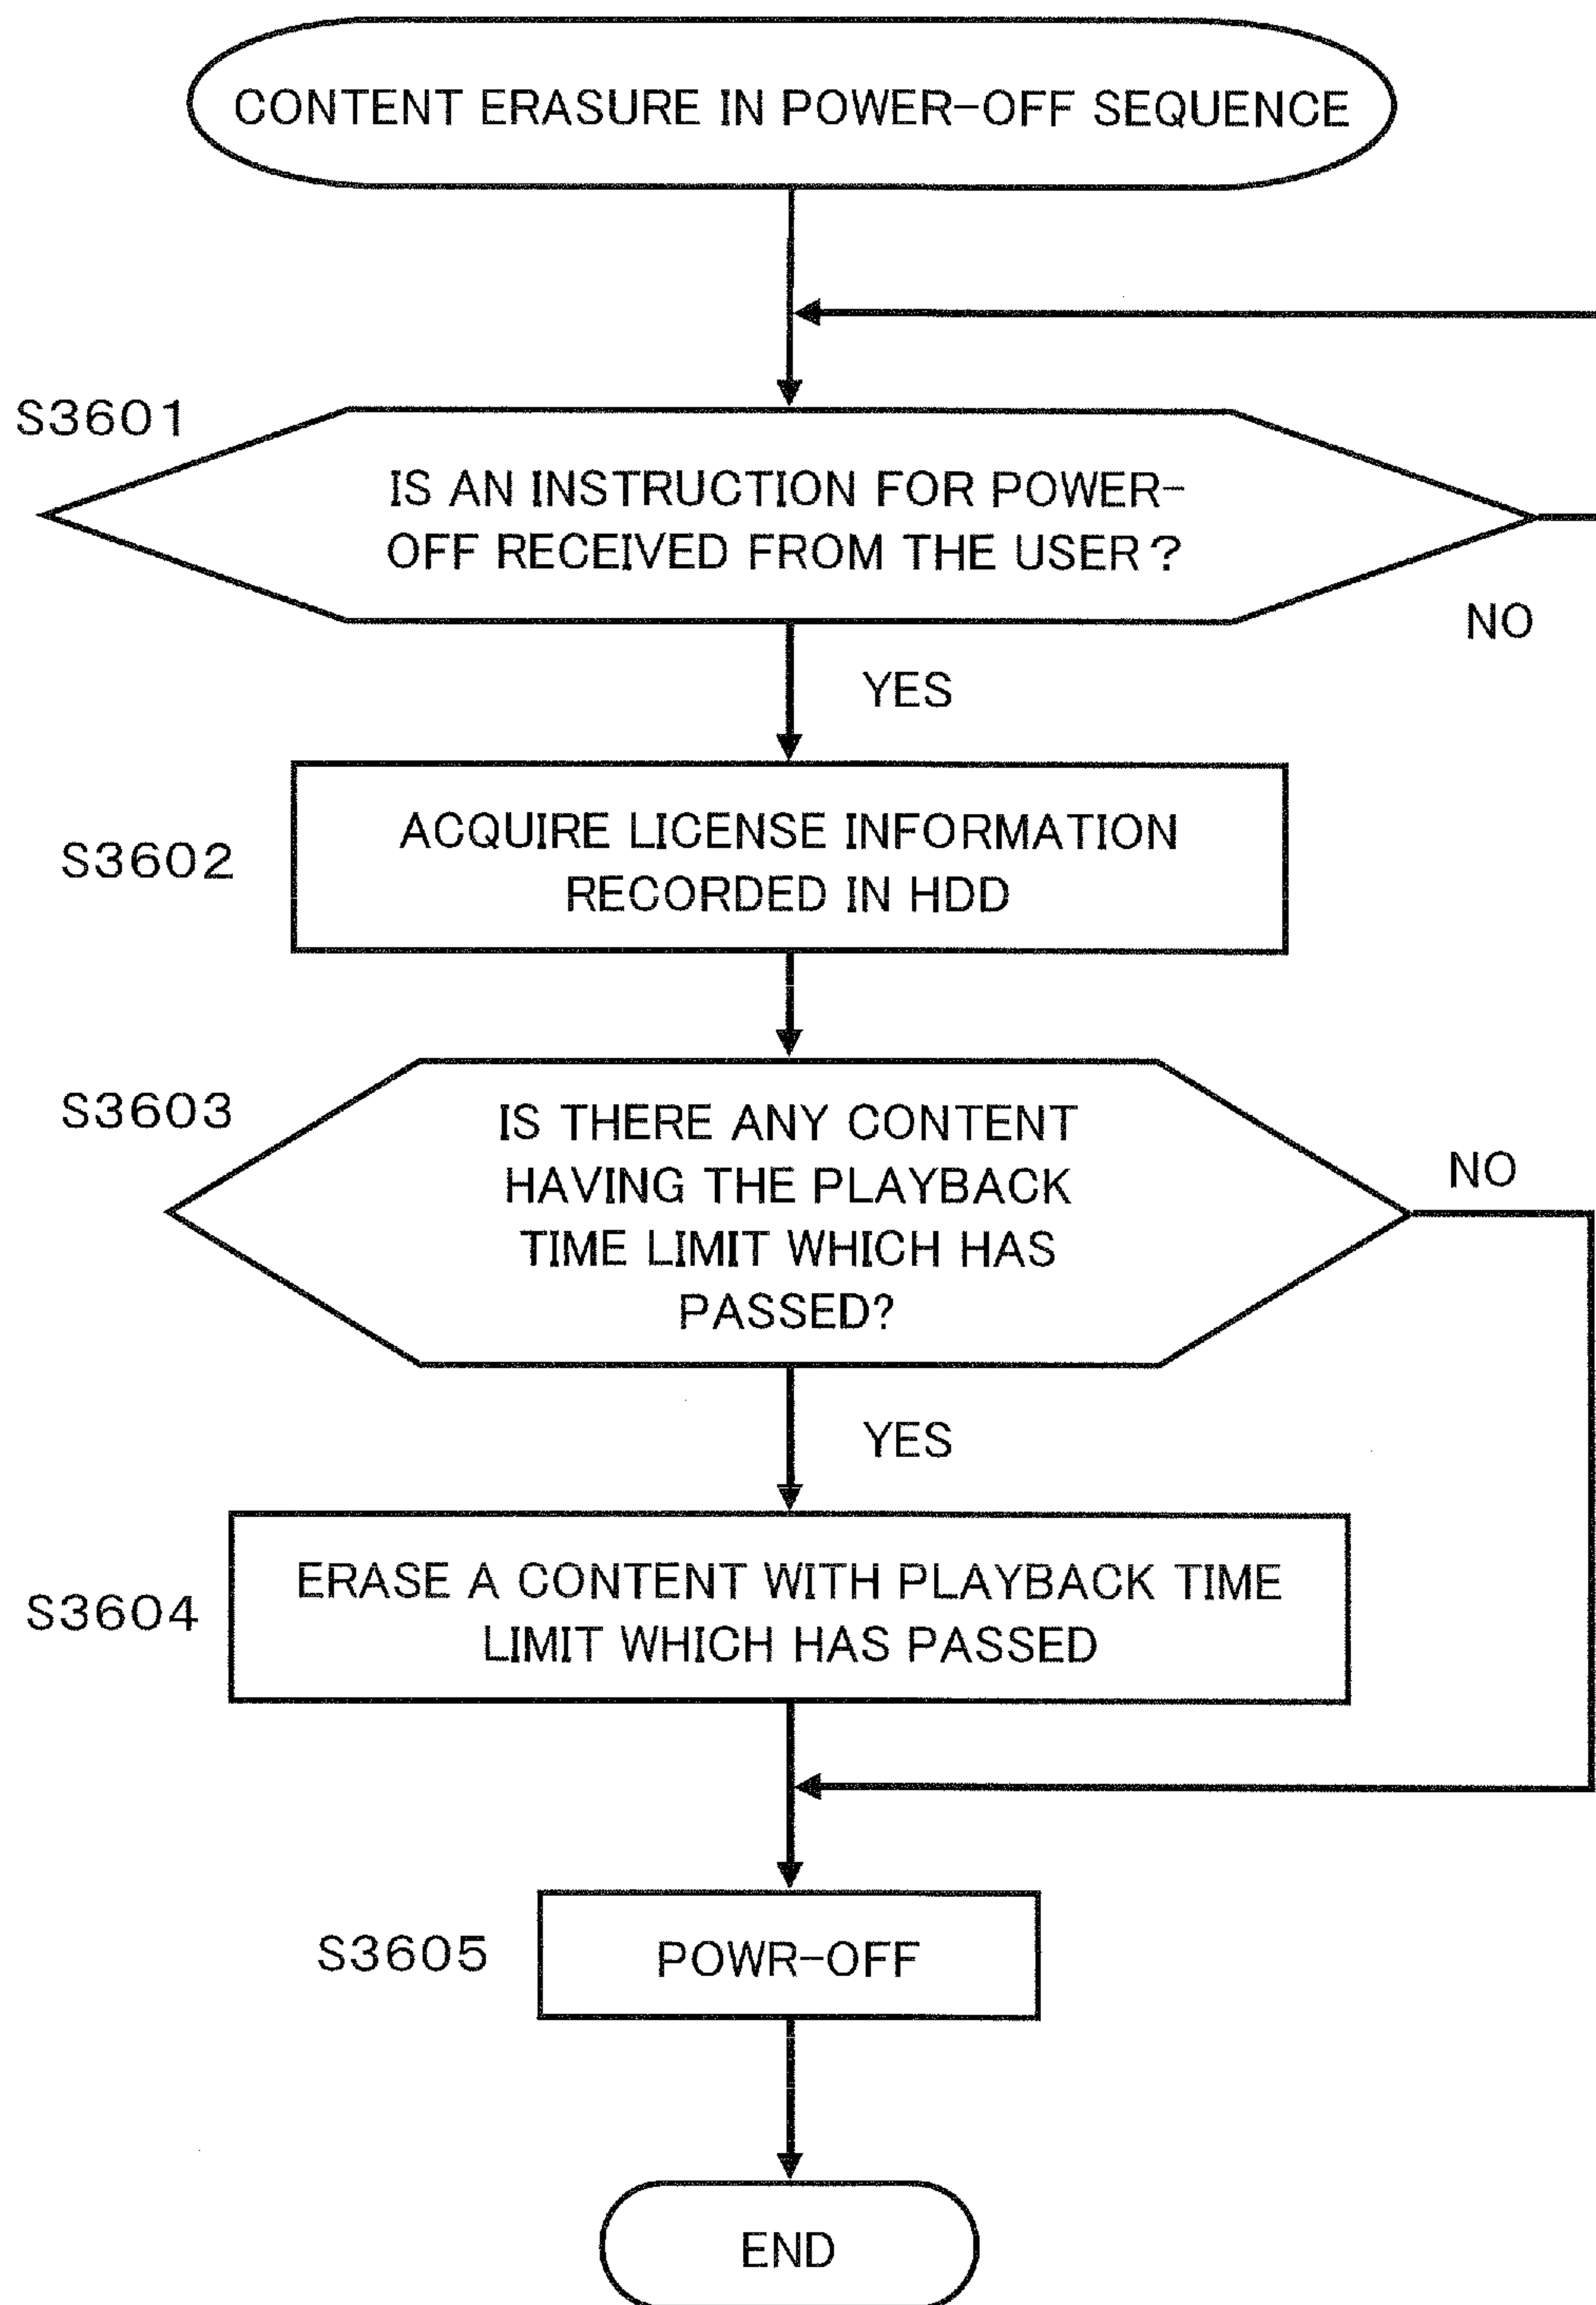 CONTENT ERASURE IN POWER-OFF SEQUENCE
S3601
IS AN INSTRUCTION FOR POWER-
OFF RECEIVED FROM THE USER?
NO
YES
S3602
ACQUIRE LICENSE INFORMATION
RECORDED IN HDD
S3603
IS THERE ANY CONTENT
HAVING THE PLAYBACK
TIME LIMIT WHICH HAS
PASSED?
NO
YES
S3604
ERASE A CONTENT WITH PLAYBACK TIME
LIMIT WHICH HAS PASSED
S3605
POWR-OFF
END